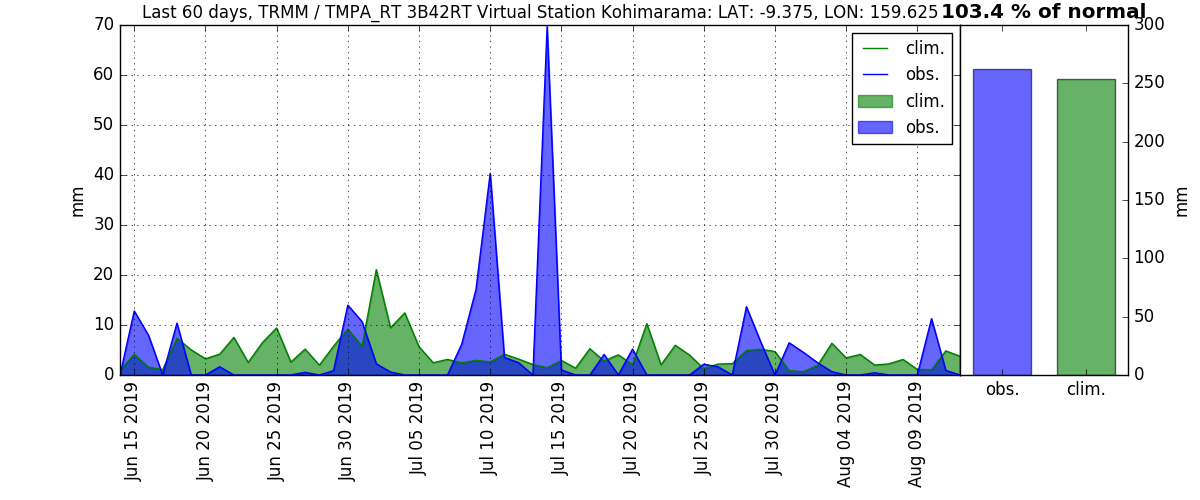 Last 60 days, TRMM / TMPA_RT 3B42RT Virtual Station Kohimarama: LAT: -9.375, LON: 159.625
103.4 % of normal
70
60
50
40
30
20
10
0
mm
clim.
obs.
clim.
obs.
300
250
200
150
100
50
0
mm
Jun 15 2019
Jun 20 2019
Jun 25 2019
Jun 30 2019
Jul 05 2019
Jul 10 2019
Jul 15 2019
Jul 20 2019
Jul 25 2019
Jul 30 2019
Aug 04 2019
Aug 09 2019
obs.
clim.